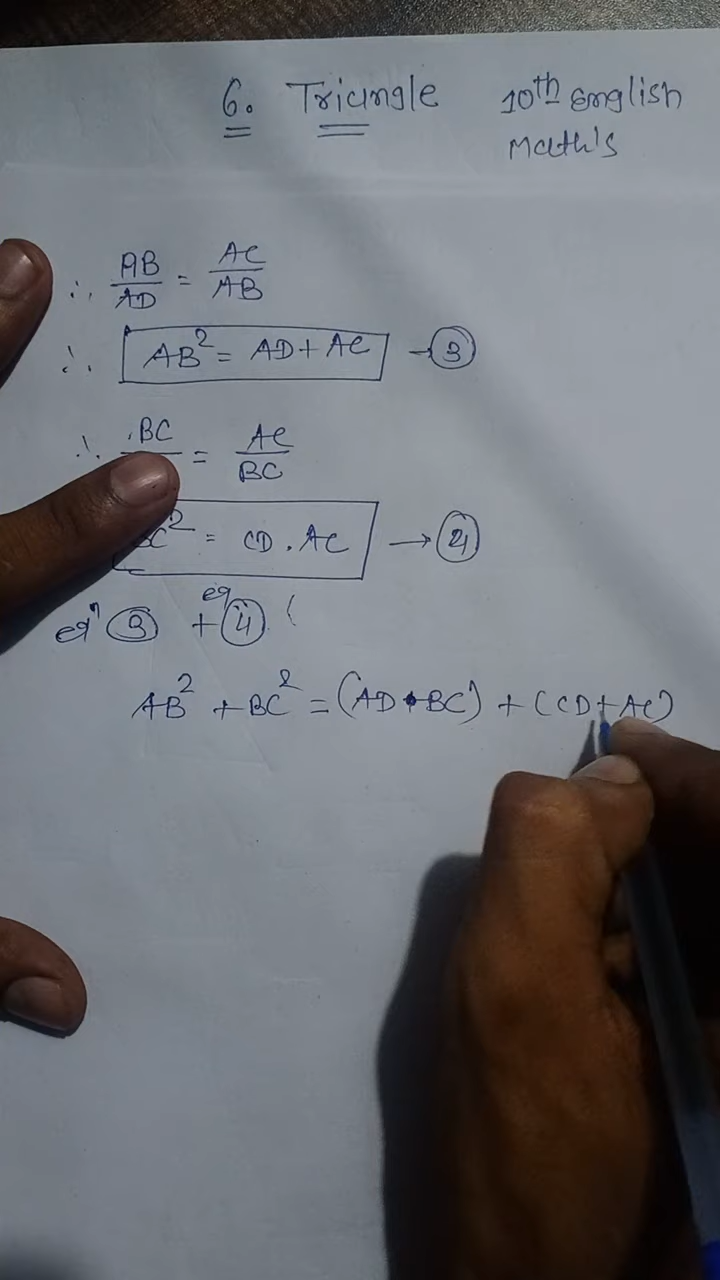 6. Triangle 10th English
Math's
∴ AB/AD = AC/AB
∴ AB² = AD + AC → 3
∴ BC = AC/BC
BC² = CD . AC → 4
eqⁿ 3 + eq 4 (
AB² + BC² = (AD • BC) + (CD + AC)